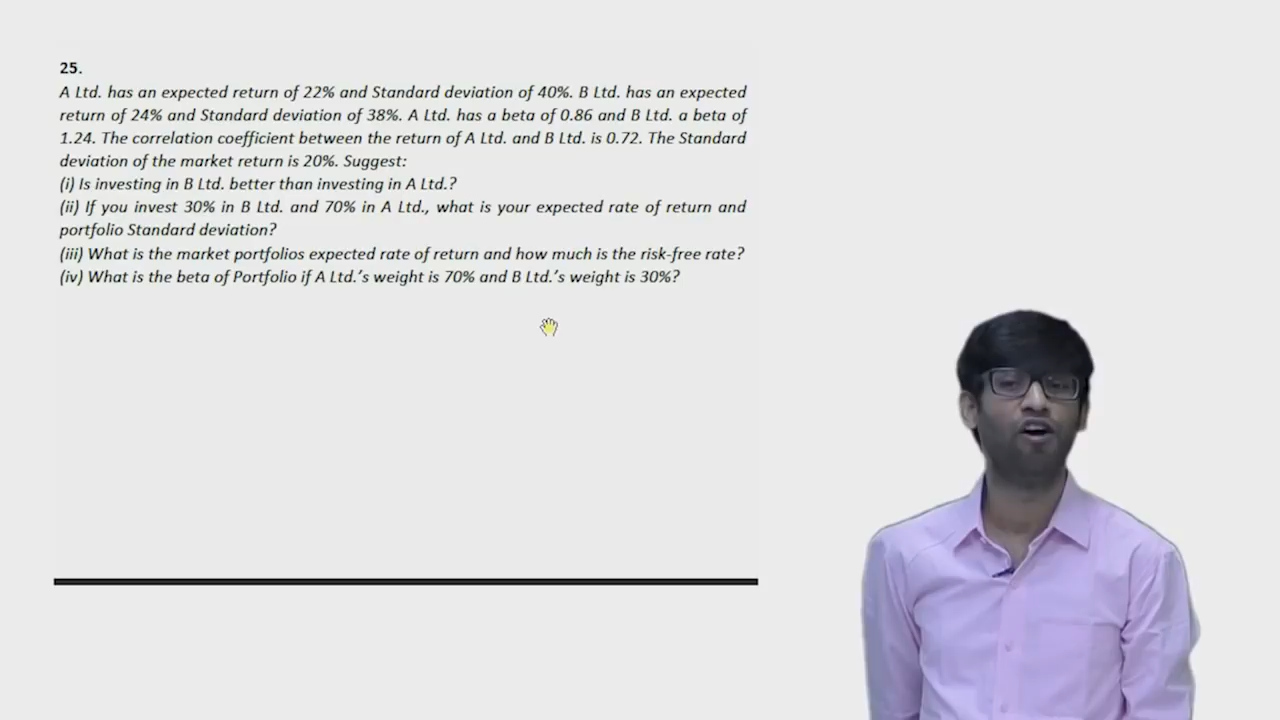 25.
A Ltd. has an expected return of 22% and Standard deviation of 40%. B Ltd. has an expected
return of 24% and Standard deviation of 38%. A Ltd. has a beta of 0.86 and B Ltd. a beta of
1.24. The correlation coefficient between the return of A Ltd. and B Ltd. is 0.72. The Standard
deviation of the market return is 20%. Suggest:
(i) Is investing in B Ltd. better than investing in A Ltd.?
(ii) If you invest 30% in B Ltd. and 70% in A Ltd., what is your expected rate of return and
portfolio Standard deviation?
(iii) What is the market portfolios expected rate of return and how much is the risk-free rate?
(iv) What is the beta of Portfolio if A Ltd.'s weight is 70% and B Ltd.'s weight is 30%?